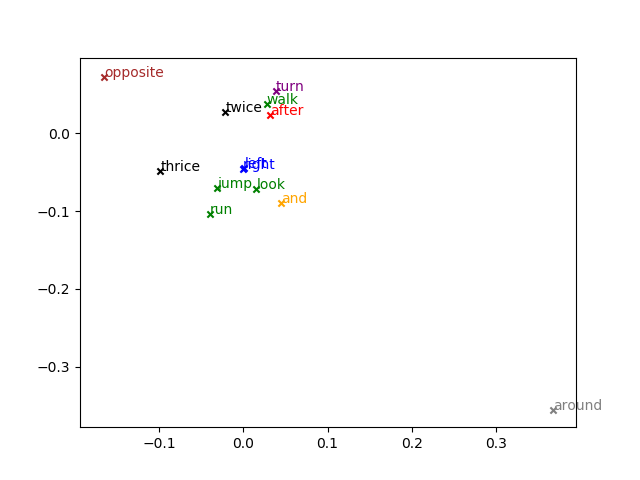 opposite
turn
walk
twice
after
0.0
left
right
thrice
jump
look
−0.1
and
run
−0.2
−0.3
around
−0.1
0.0
0.1
0.2
0.3